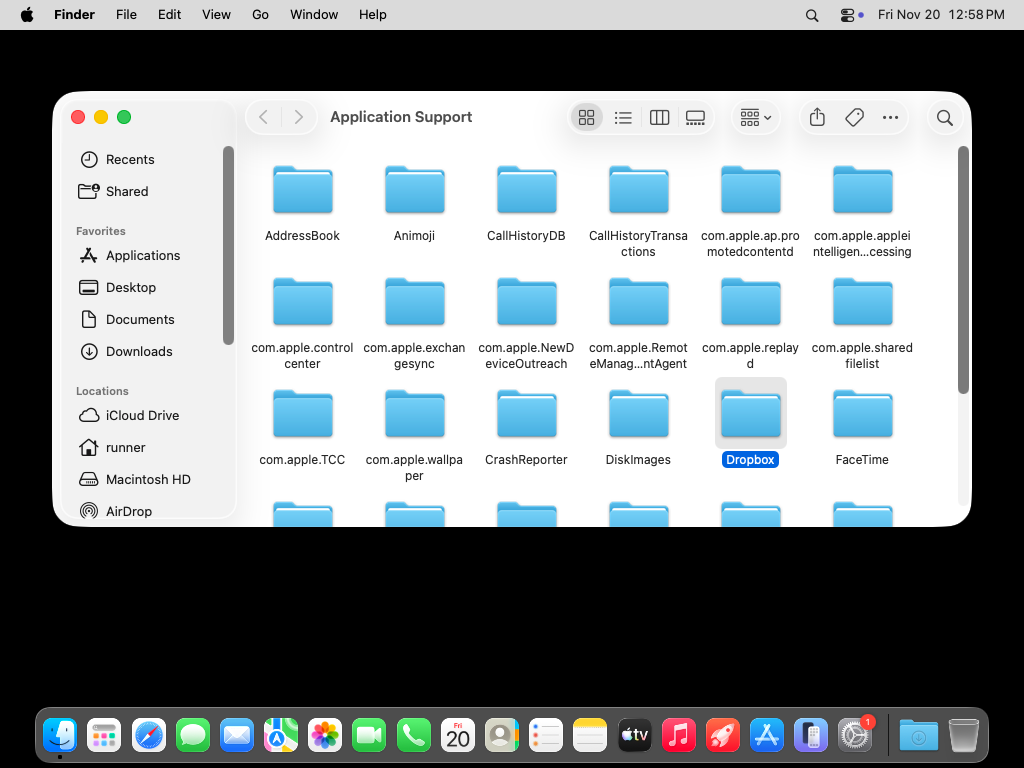 Finder File Edit View Go Window Help Fri Nov 20 12:58 PM
Application Support
Recents
Shared
Favorites
Applications
Desktop
Documents
Downloads
Locations
iCloud Drive
runner
Macintosh HD
AirDrop
AddressBook Animoji CallHistoryDB CallHistoryTransa com.apple.ap.pro com.apple.applei
ctions motedcontentd ntelligen...cessing
com.apple.control com.apple.exchan com.apple.NewD com.apple.Remot com.apple.replay com.apple.shared
center gesync eviceOutreach eManag...ntAgent d filelist
com.apple.TCC com.apple.wallpa CrashReporter DiskImages Dropbox FaceTime
per
Fri
20
tv
1